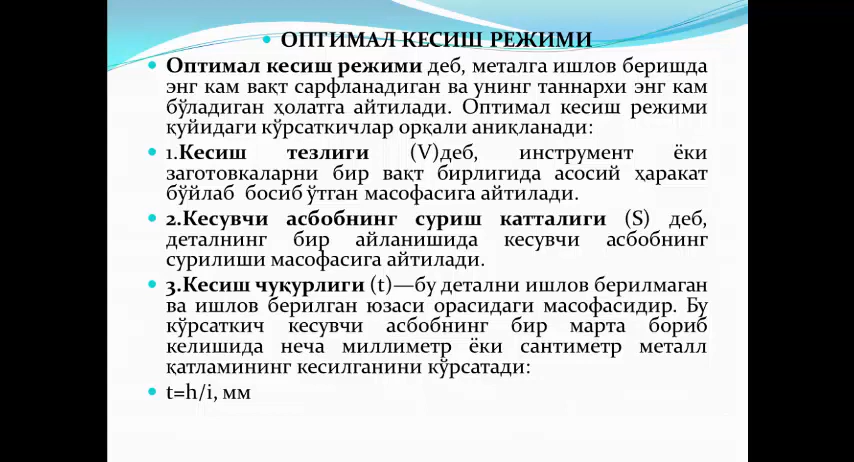 • ОПТИМАЛ КЕСИШ РЕЖИМИ
• Оптимал кесиш режими деб, металга ишлов беришда
энг кам вақт сарфланадиган ва унинг таннархи энг кам
бўладиган ҳолатга айтилади. Оптимал кесиш режими
қуйидаги кўрсаткичлар орқали аниқланади:
• 1.Кесиш тезлиги (V)деб, инструмент ёки
заготовкаларни бир вақт бирлигида асосий ҳаракат
бўйлаб босиб ўтган масофасига айтилади.
• 2.Кесувчи асбобнинг суриш катталиги (S) деб,
деталнинг бир айланишида кесувчи асбобнинг
сурилиши масофасига айтилади.
• 3.Кесиш чуқурлиги (t)—бу детални ишлов берилмаган
ва ишлов берилган юзаси орасидаги масофасидир. Бу
кўрсаткич кесувчи асбобнинг бир марта бориб
келишида неча миллиметр ёки сантиметр металл
қатламининг кесилганини кўрсатади:
• t=h/i, мм